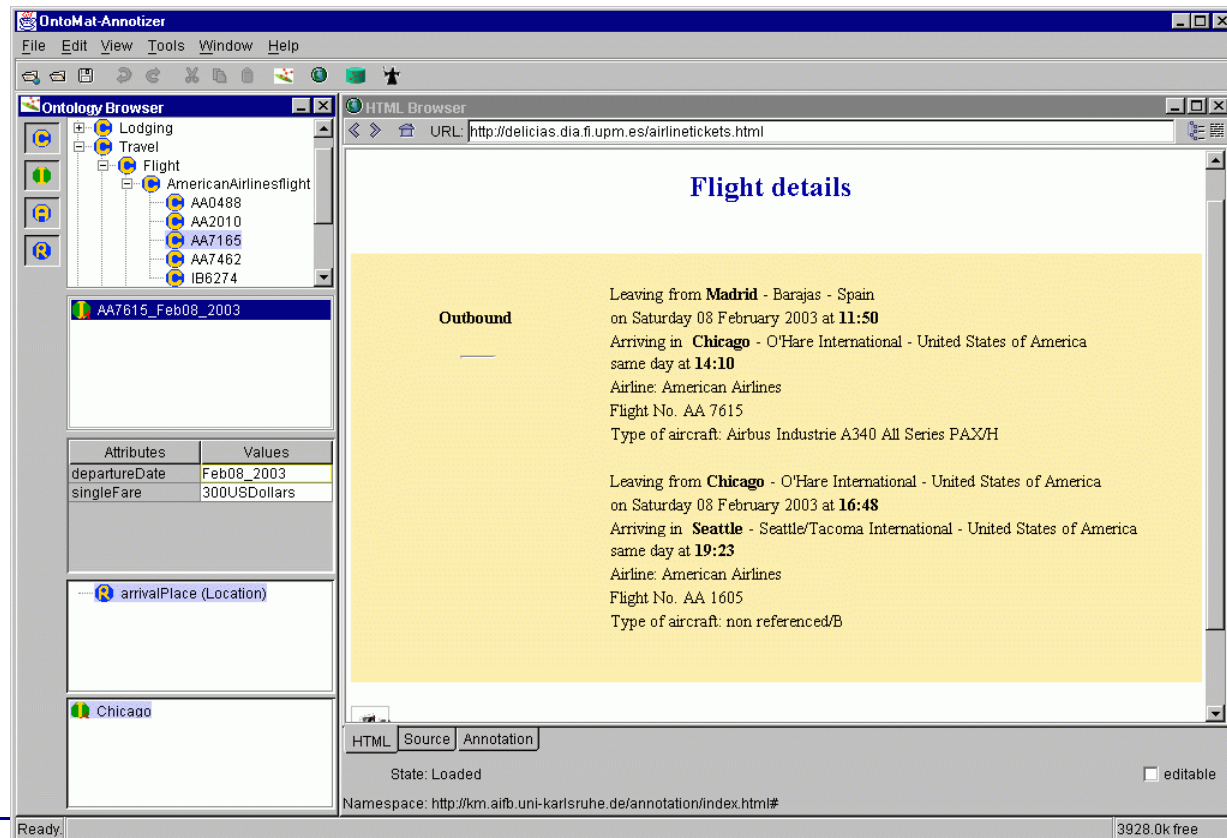 OntoMat-Annotizer
File Edit View Tools Window Help
Ontology Browser
Lodging
Travel
Flight
AmericanAirlinesflight
AA0488
AA2010
AA7165
AA7462
IB6274
AA7615_Feb08_2003
Attributes Values
departureDate Feb08_2003
singleFare 300USDollars
R arrivalPlace (Location)
Chicago
HTML Browser
URL: http://delicias.dia.fi.upm.es/airlinetickets.html
Flight details
Outbound
Leaving from Madrid - Barajas - Spain
on Saturday 08 February 2003 at 11:50
Arriving in Chicago - O'Hare International - United States of America
same day at 14:10
Airline: American Airlines
Flight No. AA 7615
Type of aircraft: Airbus Industrie A340 All Series PAX/H
Leaving from Chicago - O'Hare International - United States of America
on Saturday 08 February 2003 at 16:48
Arriving in Seattle - Seattle/Tacoma International - United States of America
same day at 19:23
Airline: American Airlines
Flight No. AA 1605
Type of aircraft: non referenced/B
HTML Source Annotation
State: Loaded editable
Namespace: http://km.aifb.uni-karlsruhe.de/annotation/index.html#
Ready. 3928.0k free